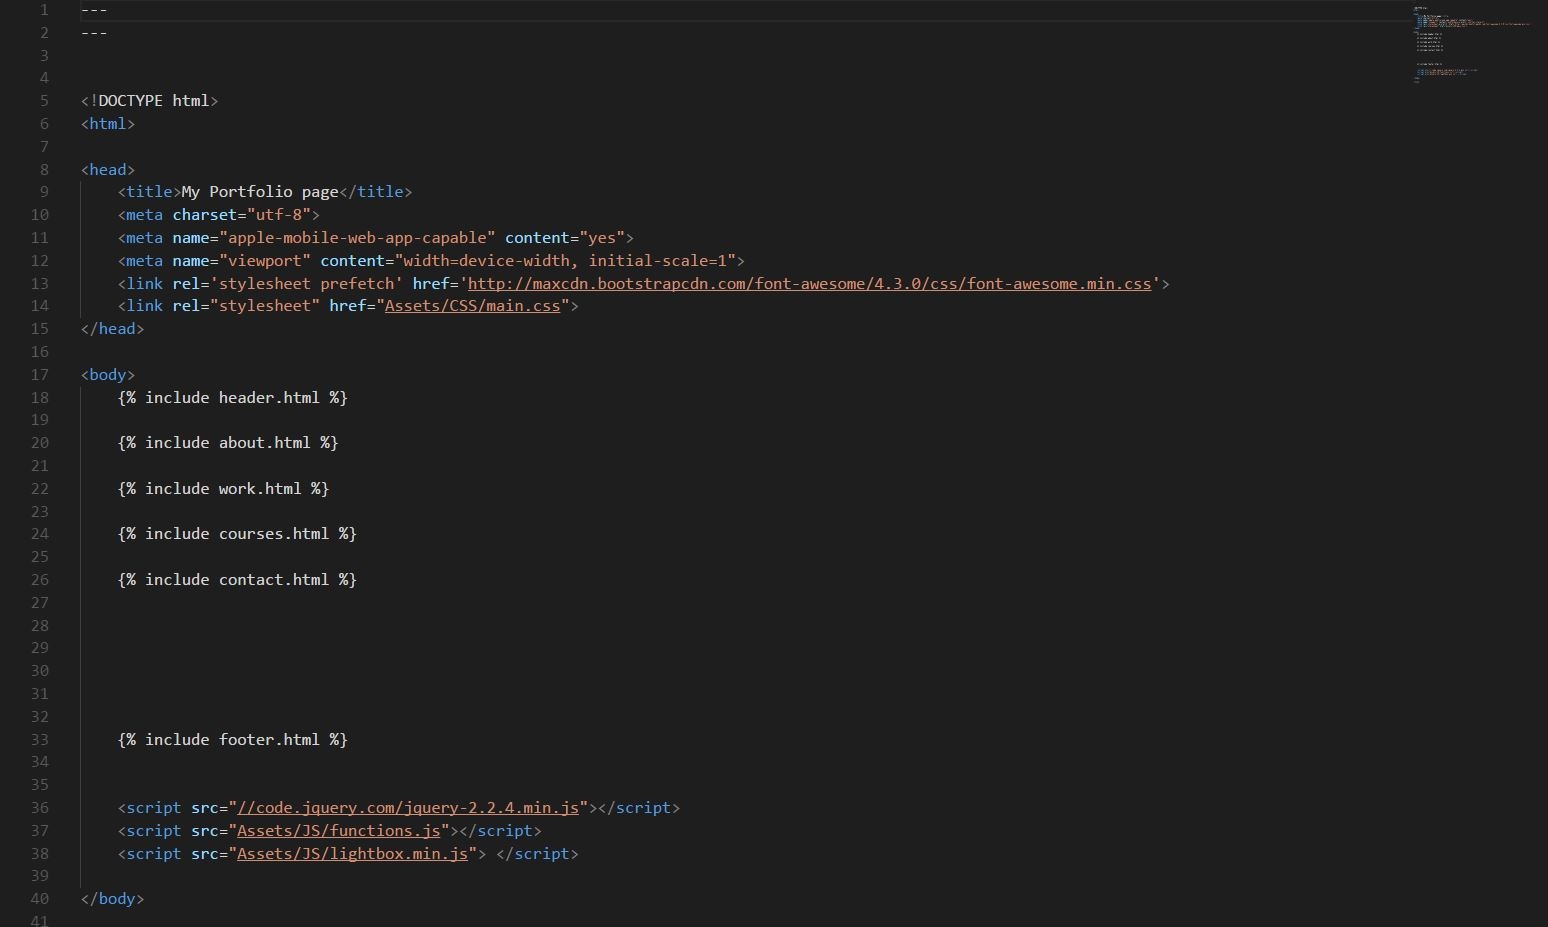 1 ---
2 ---
3
4
5 <!DOCTYPE html>
6 <html>
7
8 <head>
9 <title>My Portfolio page</title>
10 <meta charset="utf-8">
11 <meta name="apple-mobile-web-app-capable" content="yes">
12 <meta name="viewport" content="width=device-width, initial-scale=1">
13 <link rel='stylesheet prefetch' href='http://maxcdn.bootstrapcdn.com/font-awesome/4.3.0/css/font-awesome.min.css'>
14 <link rel="stylesheet" href="Assets/CSS/main.css">
15 </head>
16
17 <body>
18 {% include header.html %}
19
20 {% include about.html %}
21
22 {% include work.html %}
23
24 {% include courses.html %}
25
26 {% include contact.html %}
27
28
29
30
31
32
33 {% include footer.html %}
34
35
36 <script src="//code.jquery.com/jquery-2.2.4.min.js"></script>
37 <script src="Assets/JS/functions.js"></script>
38 <script src="Assets/JS/lightbox.min.js"> </script>
39
40 </body>
41